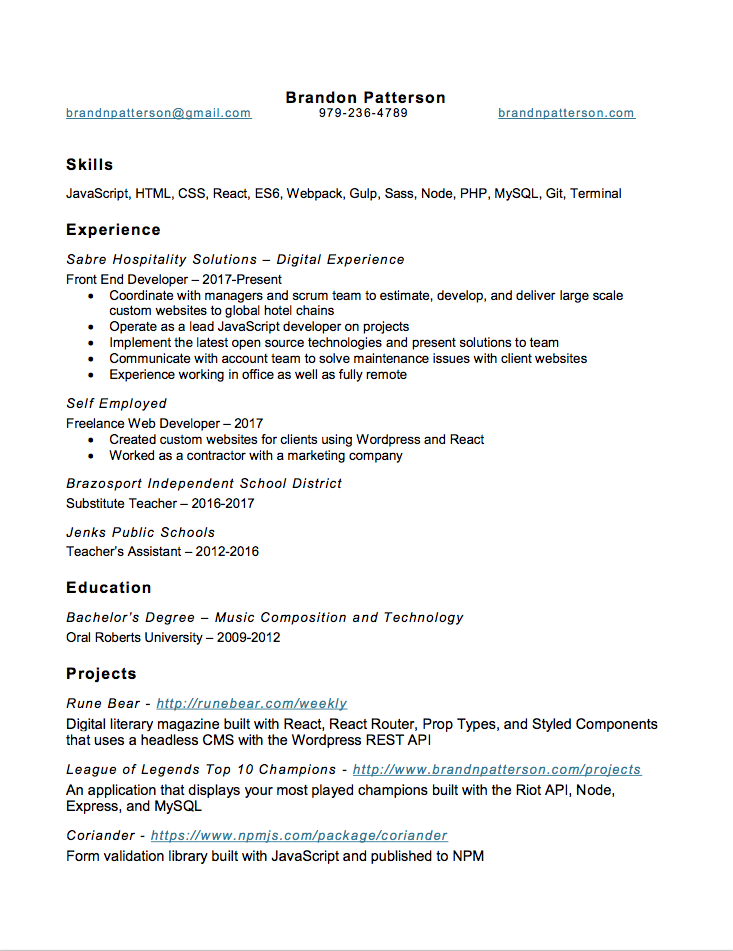 Brandon Patterson
brandnpatterson@gmail.com 979-236-4789 brandnpatterson.com
Skills
JavaScript, HTML, CSS, React, ES6, Webpack, Gulp, Sass, Node, PHP, MySQL, Git, Terminal
Experience
Sabre Hospitality Solutions – Digital Experience
Front End Developer – 2017-Present
• Coordinate with managers and scrum team to estimate, develop, and deliver large scale
custom websites to global hotel chains
• Operate as a lead JavaScript developer on projects
• Implement the latest open source technologies and present solutions to team
• Communicate with account team to solve maintenance issues with client websites
• Experience working in office as well as fully remote
Self Employed
Freelance Web Developer – 2017
• Created custom websites for clients using Wordpress and React
• Worked as a contractor with a marketing company
Brazosport Independent School District
Substitute Teacher – 2016-2017
Jenks Public Schools
Teacher’s Assistant – 2012-2016
Education
Bachelor’s Degree – Music Composition and Technology
Oral Roberts University – 2009-2012
Projects
Rune Bear - http://runebear.com/weekly
Digital literary magazine built with React, React Router, Prop Types, and Styled Components
that uses a headless CMS with the Wordpress REST API
League of Legends Top 10 Champions - http://www.brandnpatterson.com/projects
An application that displays your most played champions built with the Riot API, Node,
Express, and MySQL
Coriander - https://www.npmjs.com/package/coriander
Form validation library built with JavaScript and published to NPM